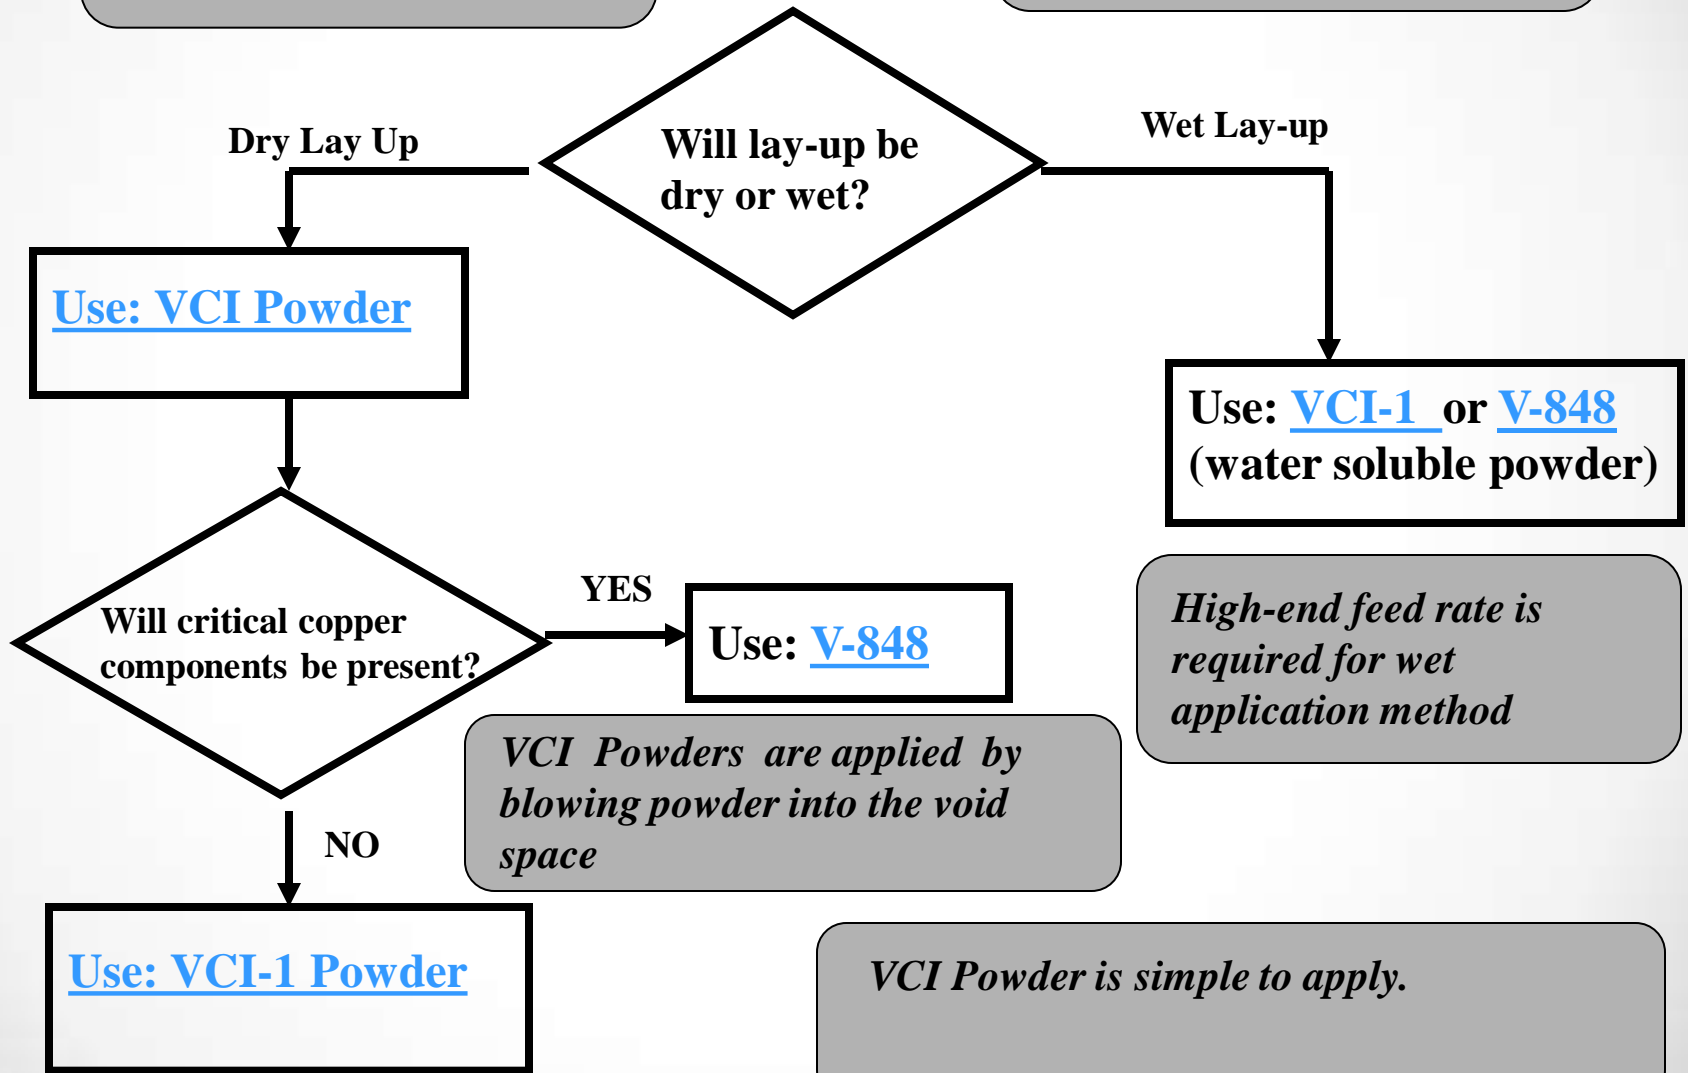 Will lay-up be
dry or wet?
Dry Lay Up
Wet Lay-up
Use: VCI Powder
Use: VCI-1 or V-848
(water soluble powder)
High-end feed rate is
required for wet
application method
Will critical copper
components be present?
YES
Use: V-848
VCI Powders are applied by
blowing powder into the void
space
NO
Use: VCI-1 Powder
VCI Powder is simple to apply.